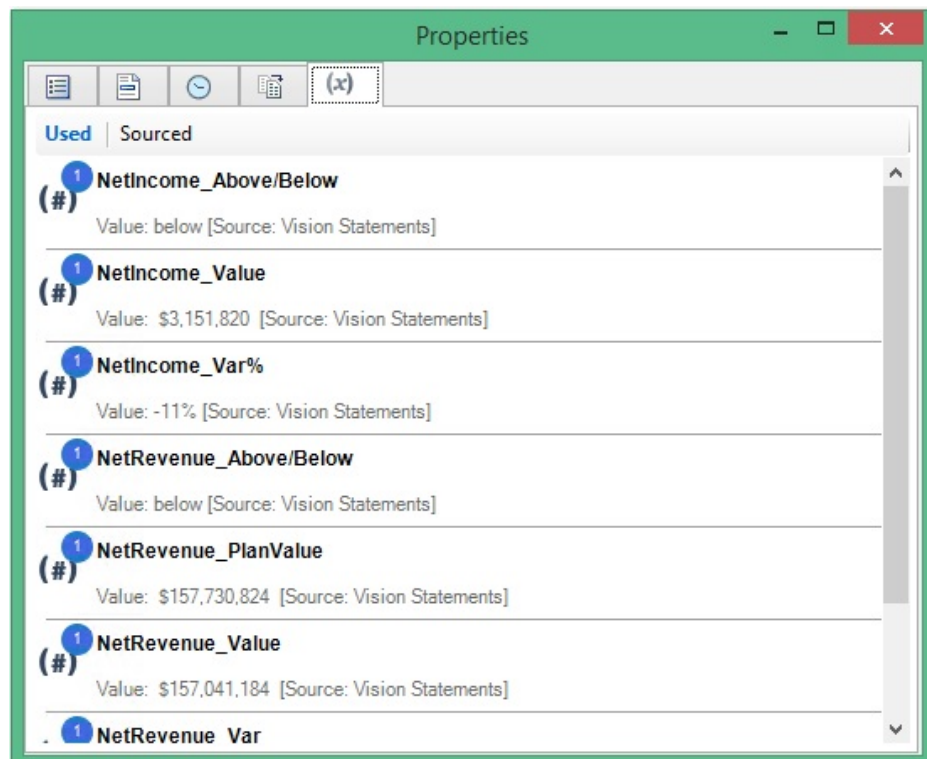 Properties
(x)
Used Sourced
(#) 1 NetIncome_Above/Below
Value: below [Source: Vision Statements]
(#) 1 NetIncome_Value
Value: $3,151,820 [Source: Vision Statements]
(#) 1 NetIncome_Var%
Value: -11% [Source: Vision Statements]
(#) 1 NetRevenue_Above/Below
Value: below [Source: Vision Statements]
(#) 1 NetRevenue_PlanValue
Value: $157,730,824 [Source: Vision Statements]
(#) 1 NetRevenue_Value
Value: $157,041,184 [Source: Vision Statements]
1 NetRevenue_Var